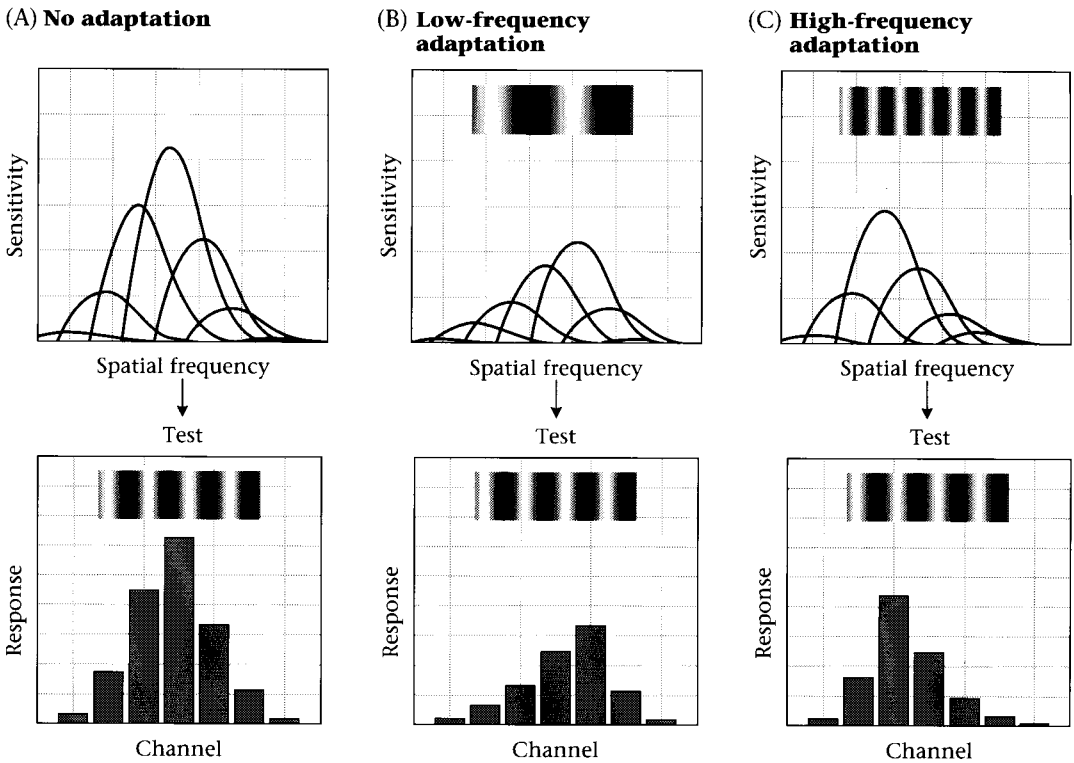 (A) No adaptation
(B) Low-frequency
adaptation
(C) High-frequency
adaptation
Sensitivity
Sensitivity
Sensitivity
Spatial frequency
Spatial frequency
Spatial frequency
Test
Test
Test
Response
Response
Response
Channel
Channel
Channel